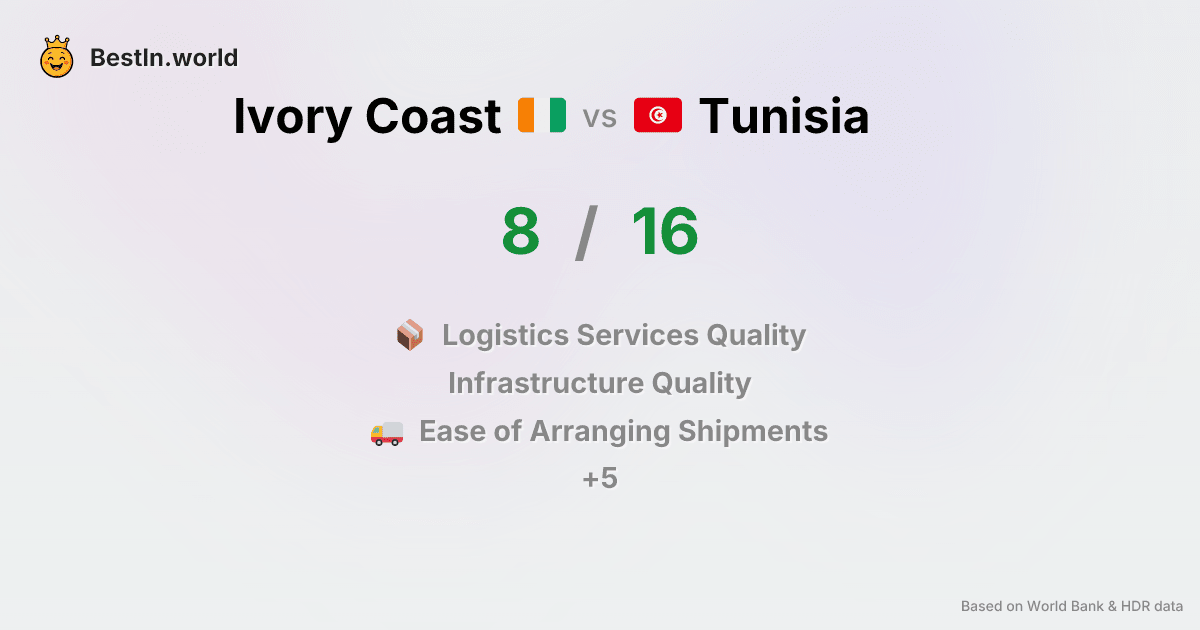 BestIn.world
Ivory Coast vs Tunisia
8 / 16
Logistics Services Quality
Infrastructure Quality
Ease of Arranging Shipments
+5
Based on World Bank & HDR data